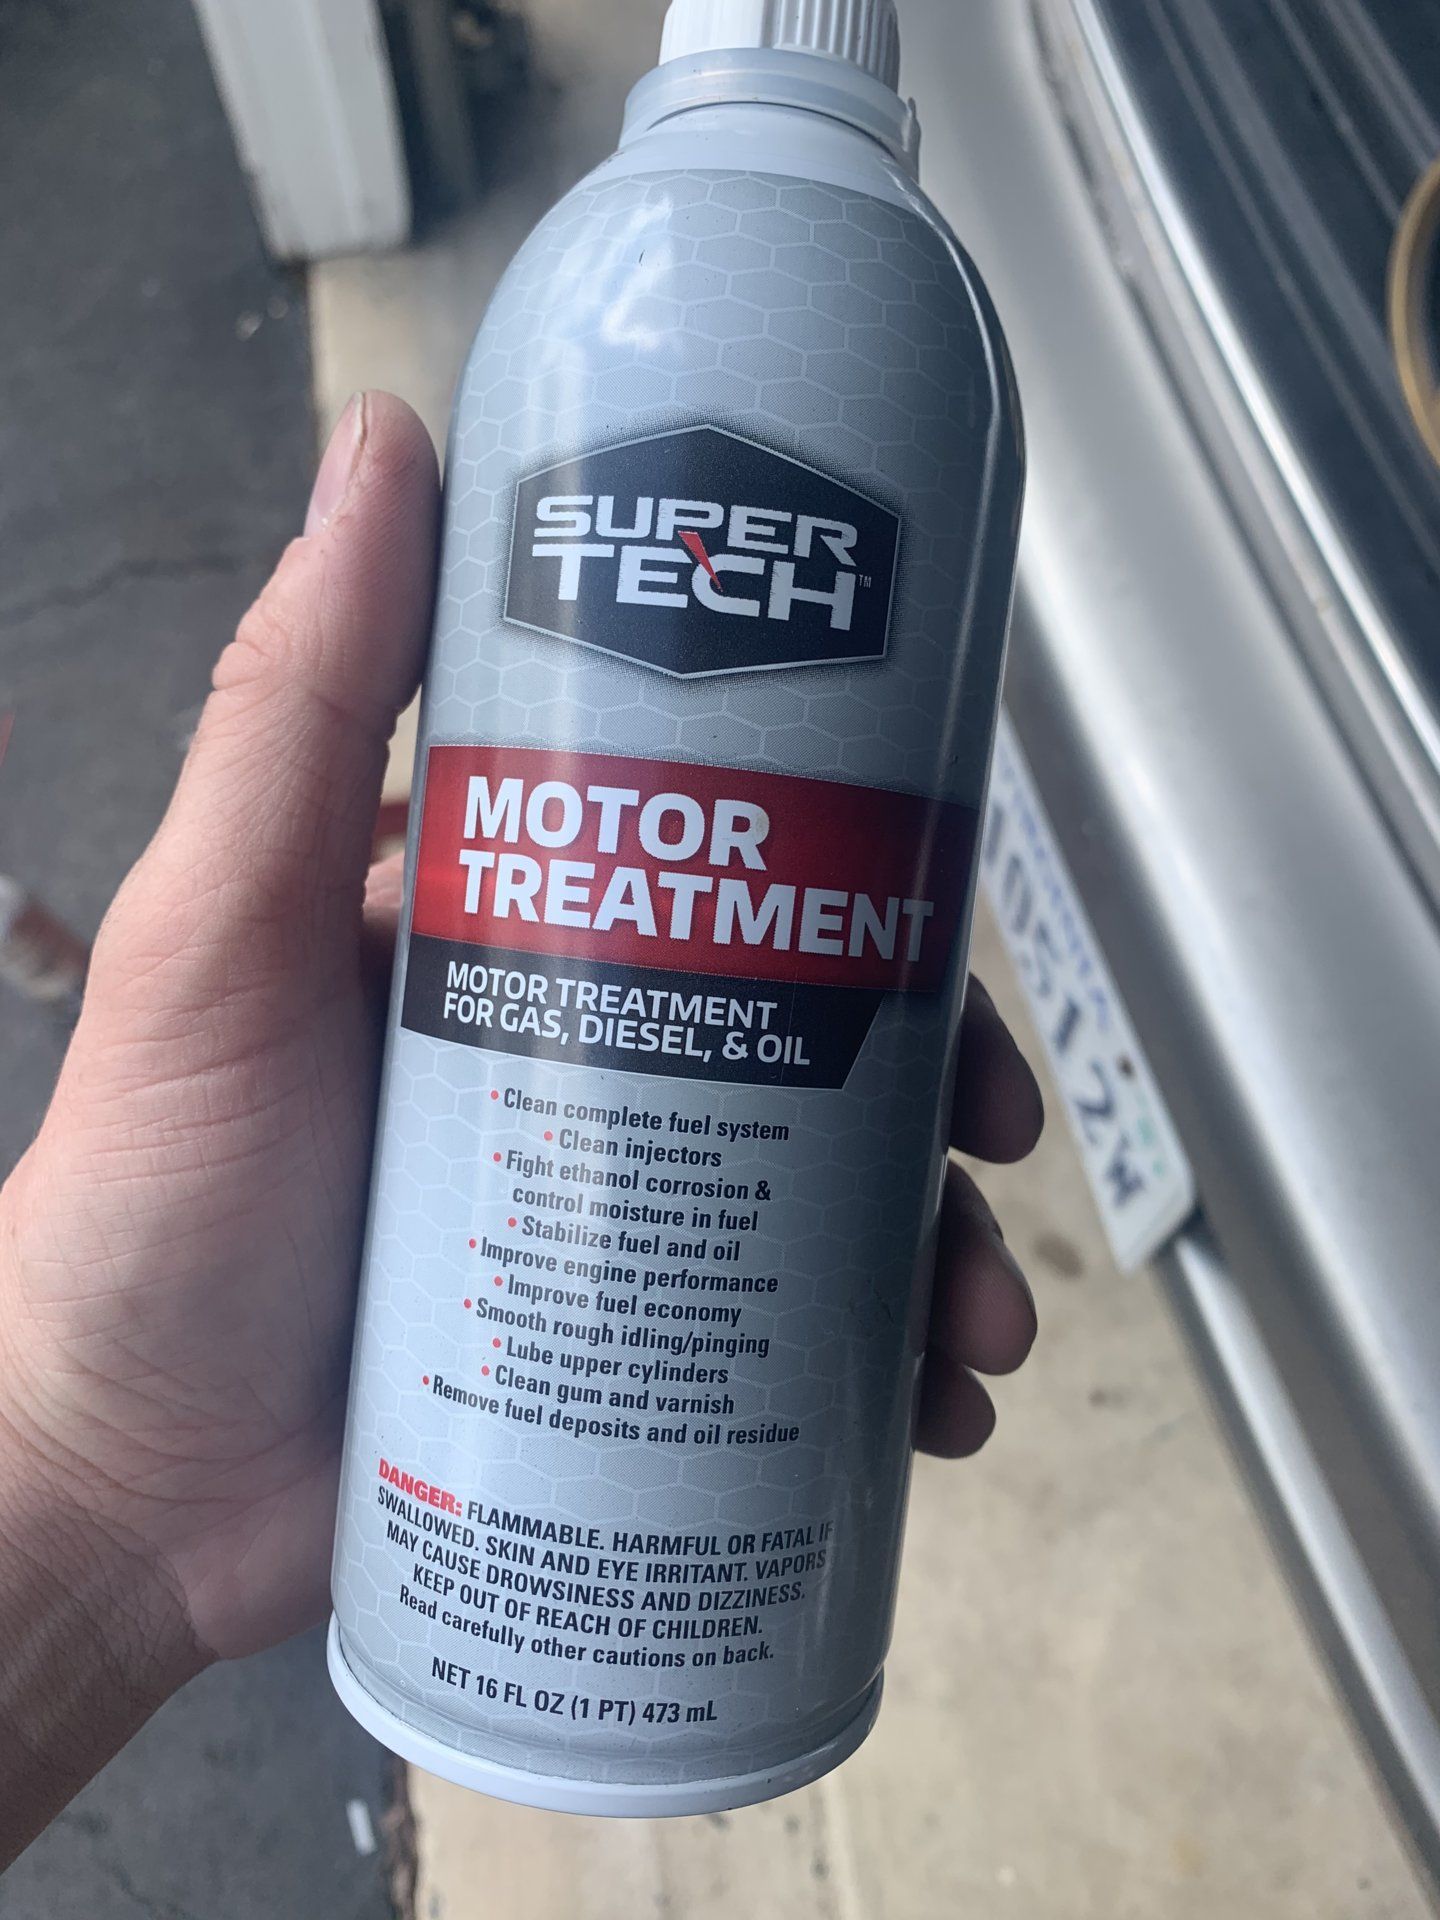 SUPER
TECH™
MOTOR
TREATMENT
MOTOR TREATMENT
FOR GAS, DIESEL, & OIL
• Clean complete fuel system
• Clean injectors
• Fight ethanol corrosion &
control moisture in fuel
• Stabilize fuel and oil
• Improve engine performance
• Improve fuel economy
• Smooth rough idling/pinging
• Lube upper cylinders
• Clean gum and varnish
• Remove fuel deposits and oil residue
DANGER: FLAMMABLE. HARMFUL OR FATAL IF
SWALLOWED. SKIN AND EYE IRRITANT. VAPORS
MAY CAUSE DROWSINESS AND DIZZINESS.
KEEP OUT OF REACH OF CHILDREN.
Read carefully other cautions on back.
NET 16 FL OZ (1 PT) 473 mL